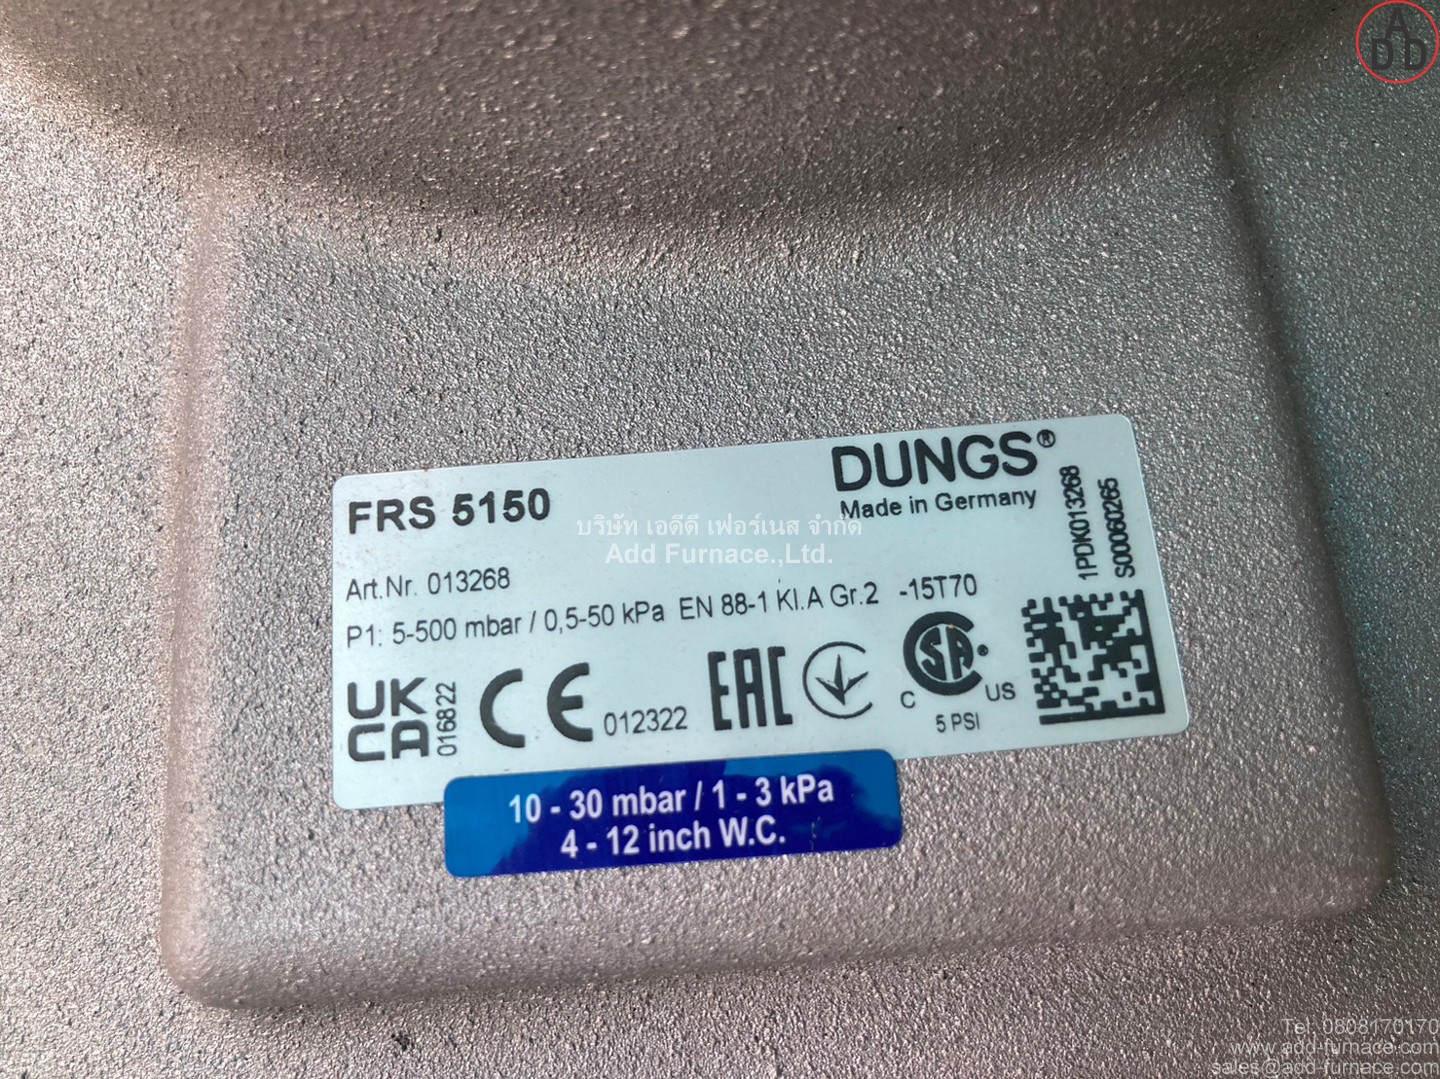 ADD
DUNGS®
Made in Germany
FRS 5150
1PDK013268
S00060265
บริษัท เอดีดี เฟอร์เนส จำกัด
Add Furnace.,Ltd.
Art.Nr. 013268
P1: 5-500 mbar / 0,5-50 kPa EN 88-1 Kl.A Gr.2 -15T70
UK
CA
016822
CE 012322
EAC
C SA® US
5 PSI
10 - 30 mbar / 1 - 3 kPa
4 - 12 inch W.C.
Tel. 0808170170
www.add-furnace.com
sales@add-furnace.com